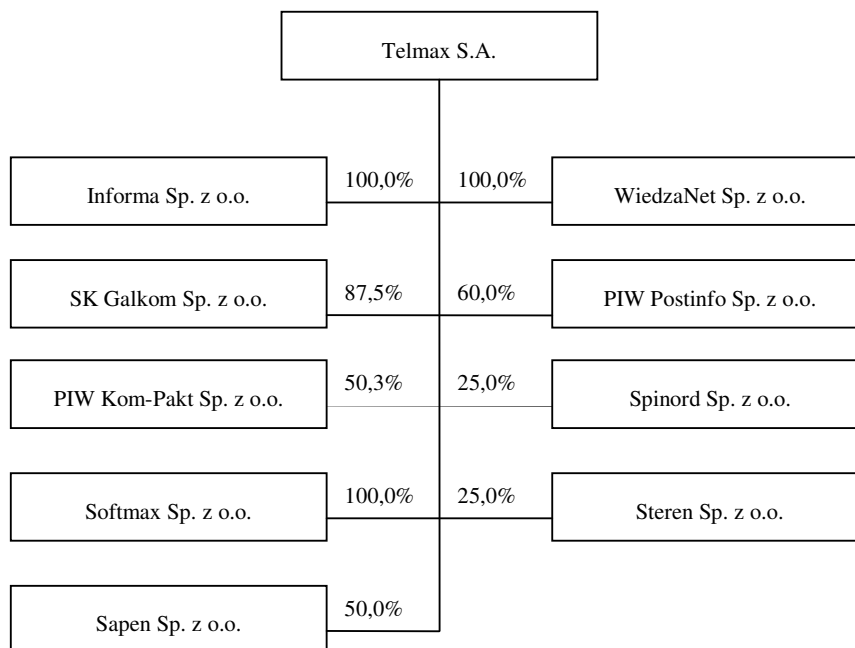 Telmax S.A.
Informa Sp. z o.o.
100,0%
100,0%
WiedzaNet Sp. z o.o.
SK Galkom Sp. z o.o.
87,5%
60,0%
PIW Postinfo Sp. z o.o.
PIW Kom-Pakt Sp. z o.o.
50,3%
25,0%
Spinord Sp. z o.o.
Softmax Sp. z o.o.
100,0%
25,0%
Steren Sp. z o.o.
Sapen Sp. z o.o.
50,0%